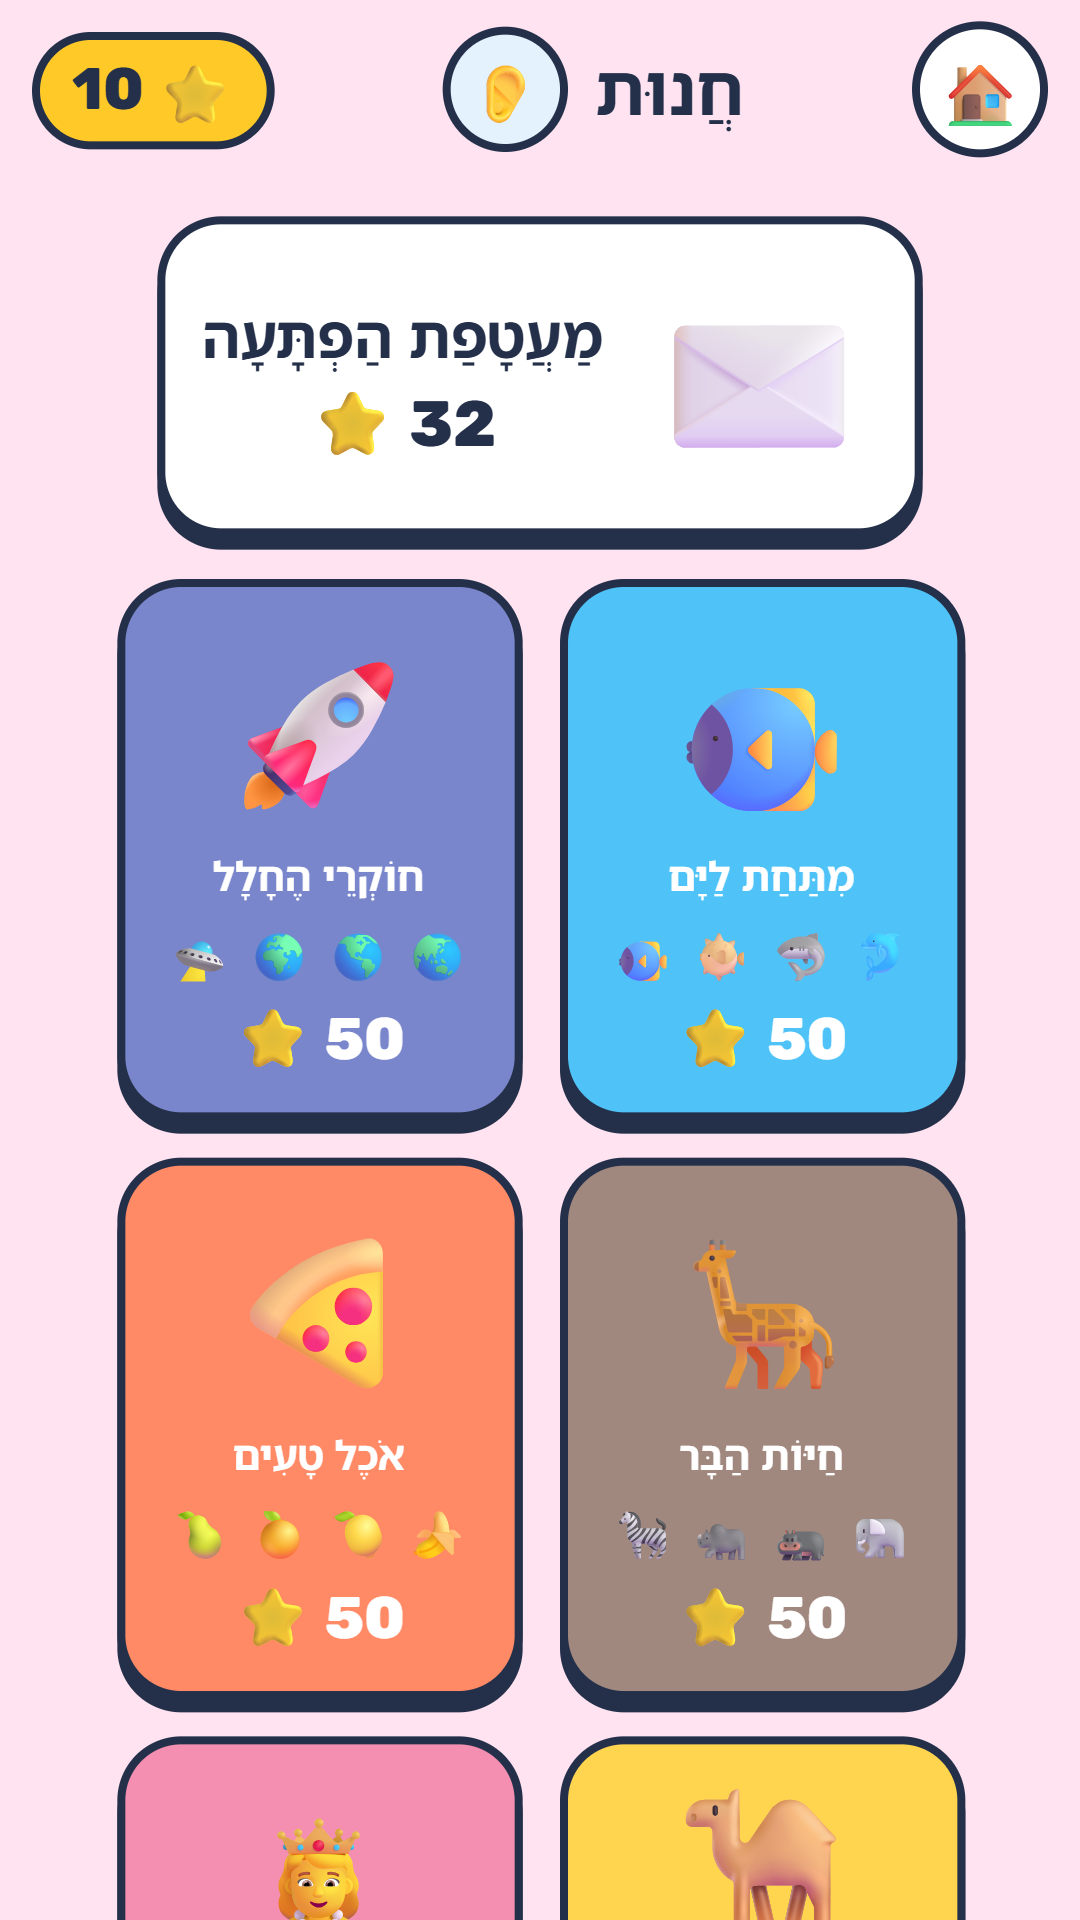 חֲנוּת
10
מַעֲטָפַת הַפְתָּעָה
32
מִתַּחַת לַיָּם
50
חוֹקְרֵי הֶחָלָל
50
חַיּוֹת הַבָּר
50
אֹכֶל טָעִים
50